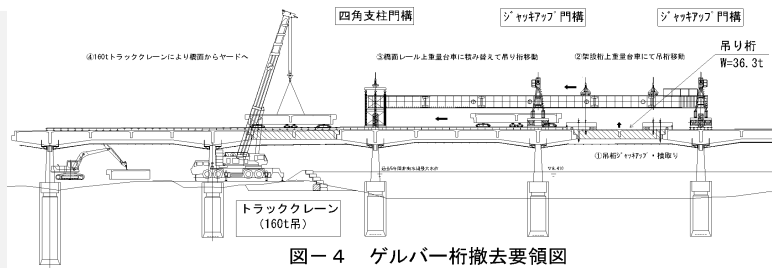 四角支柱門構
ｼﾞｬｯｷｱｯﾌﾟ門構
ｼﾞｬｯｷｱｯﾌﾟ門構
④160tトラッククレーンにより橋面からヤードへ
③橋面レール上重量台車に積み替えて吊り桁移動
②架設桁上重量台車にて吊桁移動
吊り桁
W=36.3t
①吊桁ｼﾞｬｯｷｱｯﾌﾟ・横取り
トラッククレーン
(160t吊)
図－４　ゲルバー桁撤去要領図